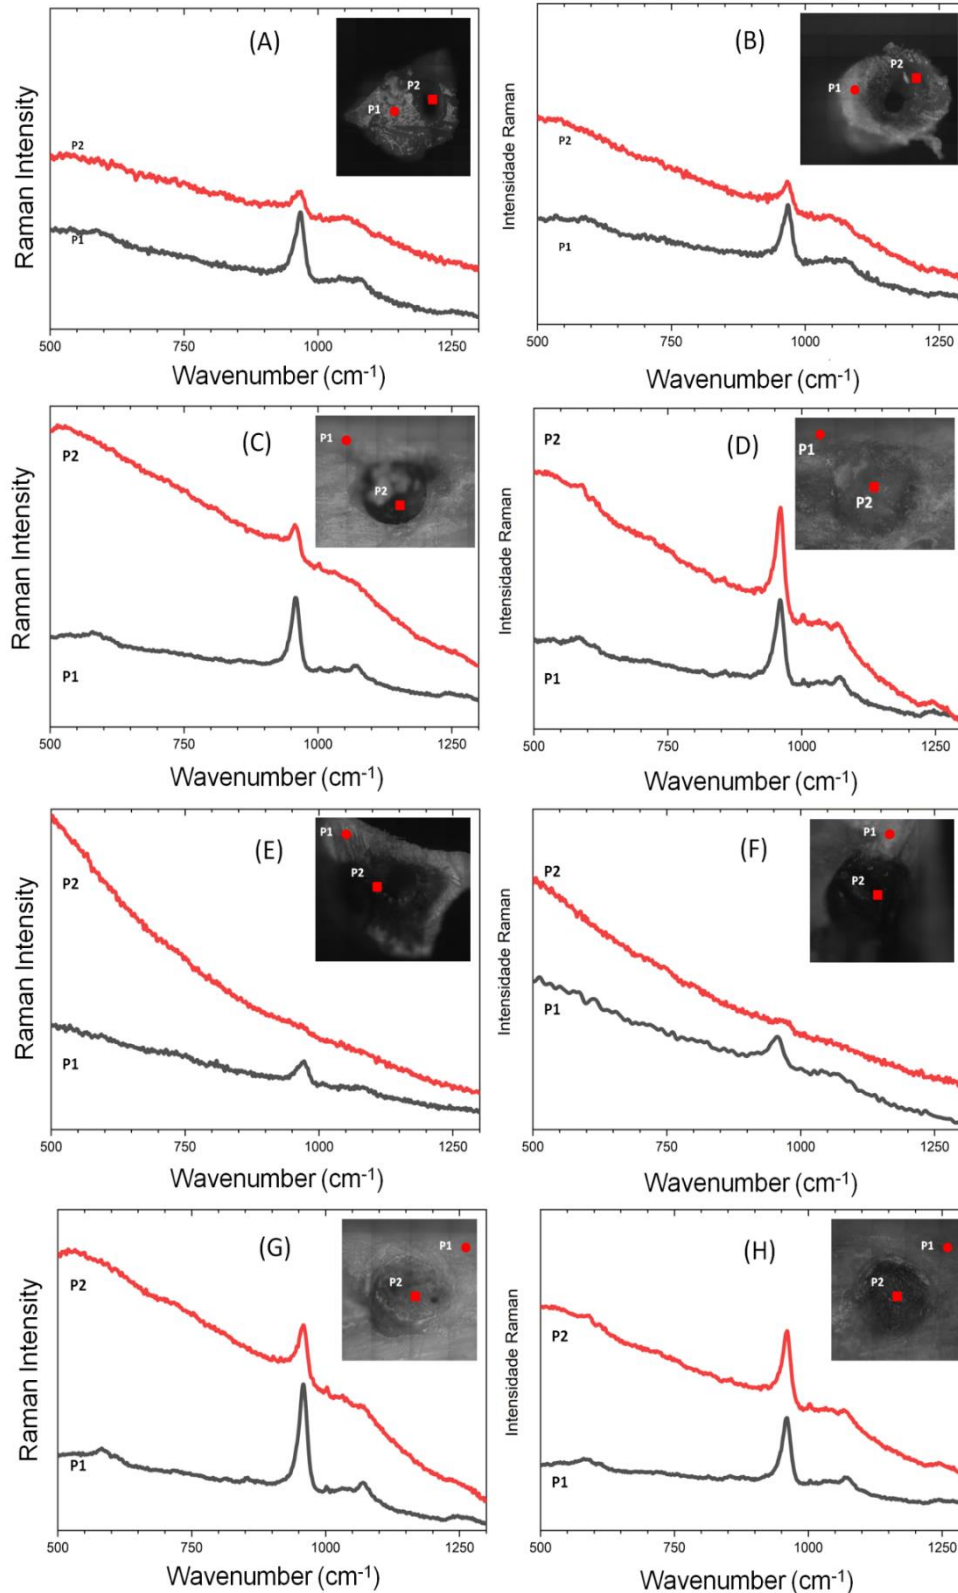 (A)
P1
P2
P2
P1
Raman Intensity
500 750 1000 1250
Wavenumber (cm-1)
(B)
P1
P2
P2
P1
Intensidade Raman
500 750 1000 1250
Wavenumber (cm-1)
(C)
P1
P2
P2
P1
Raman Intensity
500 750 1000 1250
Wavenumber (cm-1)
(D)
P1
P2
P2
P1
Intensidade Raman
500 750 1000 1250
Wavenumber (cm-1)
(E)
P1
P2
P2
P1
Raman Intensity
500 750 1000 1250
Wavenumber (cm-1)
(F)
P1
P2
P2
P1
Intensidade Raman
500 750 1000 1250
Wavenumber (cm-1)
(G)
P1
P2
P2
P1
Raman Intensity
500 750 1000 1250
Wavenumber (cm-1)
(H)
P1
P2
P2
P1
Intensidade Raman
500 750 1000 1250
Wavenumber (cm-1)